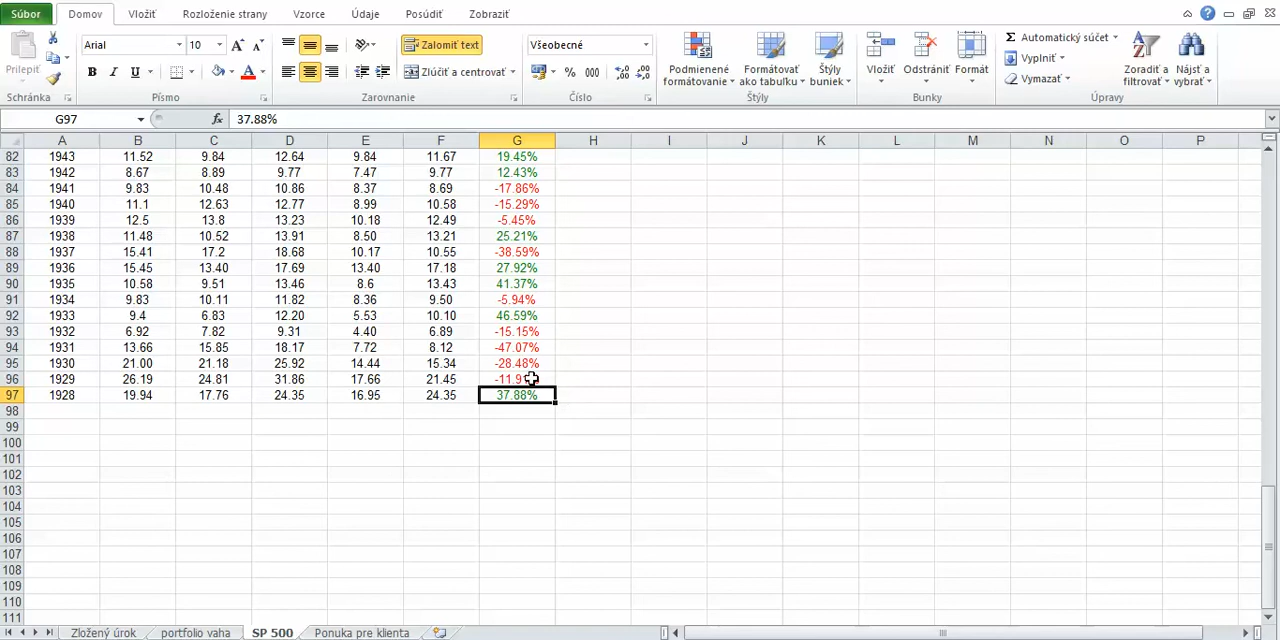 Súbor Domov Vložiť Rozloženie strany Vzorce Údaje Posúdiť Zobraziť
Arial 10 Zalomiť text Všeobecné Σ Automatický súčet
Prilepiť B I U A Zlúčiť a centrovať % 000 Podmienené formátovanie Formátovať ako tabuľku Štýly buniek Vložiť Odstrániť Formát Vyplniť Vymazať Zoradiť a filtrovať Nájsť a vybrať
Schránka Písmo Zarovnanie Číslo Štýly Bunky Úpravy
G97 fx 37.88%
A B C D E F G H I J K L M N O P
82 1943 11.52 9.84 12.64 9.84 11.67 19.45%
83 1942 8.67 8.89 9.77 7.47 9.77 12.43%
84 1941 9.83 10.48 10.86 8.37 8.69 -17.86%
85 1940 11.1 12.63 12.77 8.99 10.58 -15.29%
86 1939 12.5 13.8 13.23 10.18 12.49 -5.45%
87 1938 11.48 10.52 13.91 8.50 13.21 25.21%
88 1937 15.41 17.2 18.68 10.17 10.55 -38.59%
89 1936 15.45 13.40 17.69 13.40 17.18 27.92%
90 1935 10.58 9.51 13.46 8.6 13.43 41.37%
91 1934 9.83 10.11 11.82 8.36 9.50 -5.94%
92 1933 9.4 6.83 12.20 5.53 10.10 46.59%
93 1932 6.92 7.82 9.31 4.40 6.89 -15.15%
94 1931 13.66 15.85 18.17 7.72 8.12 -47.07%
95 1930 21.00 21.18 25.92 14.44 15.34 -28.48%
96 1929 26.19 24.81 31.86 17.66 21.45
97 1928 19.94 17.76 24.35 16.95 24.35 37.88%
98
99
100
101
102
103
104
105
106
107
108
109
110
111
Zložený úrok portfolio vaha SP 500 Ponuka pre klienta